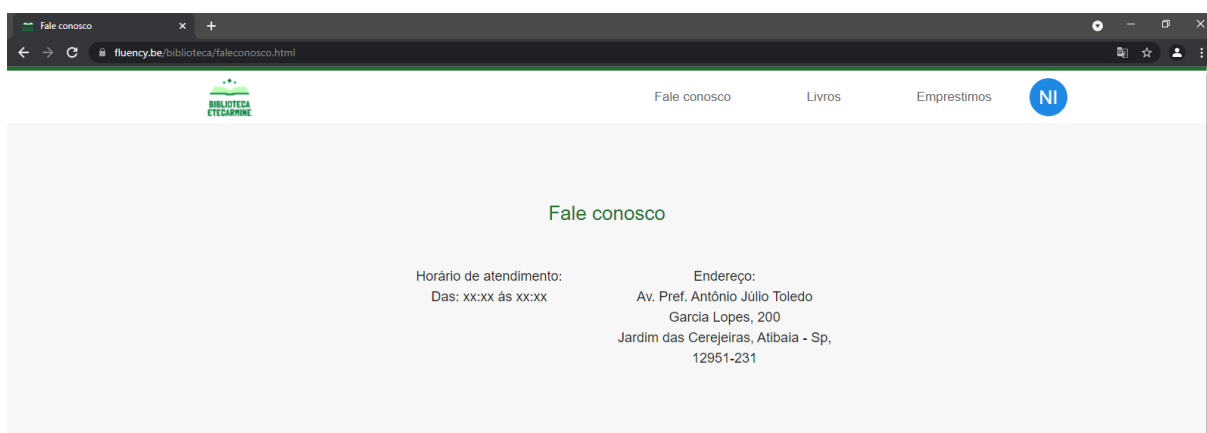 Fale conosco
fluency.be/biblioteca/faleconosco.html
BIBLIOTECA
ETECARMINE
Fale conosco
Livros
Emprestimos
NI
Fale conosco
Horário de atendimento:
Das: xx:xx ás xx:xx
Endereço:
Av. Pref. Antônio Júlio Toledo
Garcia Lopes, 200
Jardim das Cerejeiras, Atibaia - Sp,
12951-231